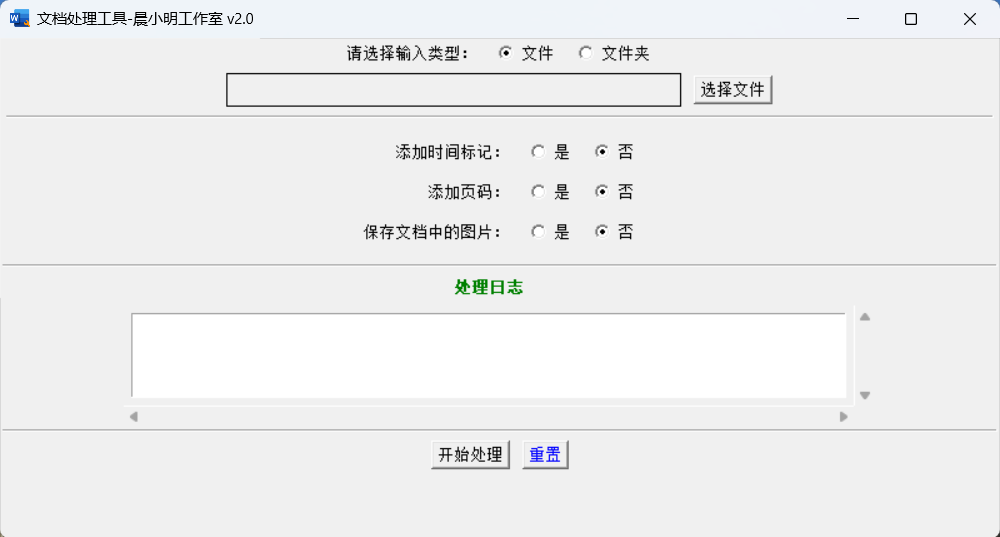 文档处理工具-晨小明工作室 v2.0
请选择输入类型： 文件 文件夹
选择文件
添加时间标记： 是 否
添加页码： 是 否
保存文档中的图片： 是 否
处理日志
开始处理 重置